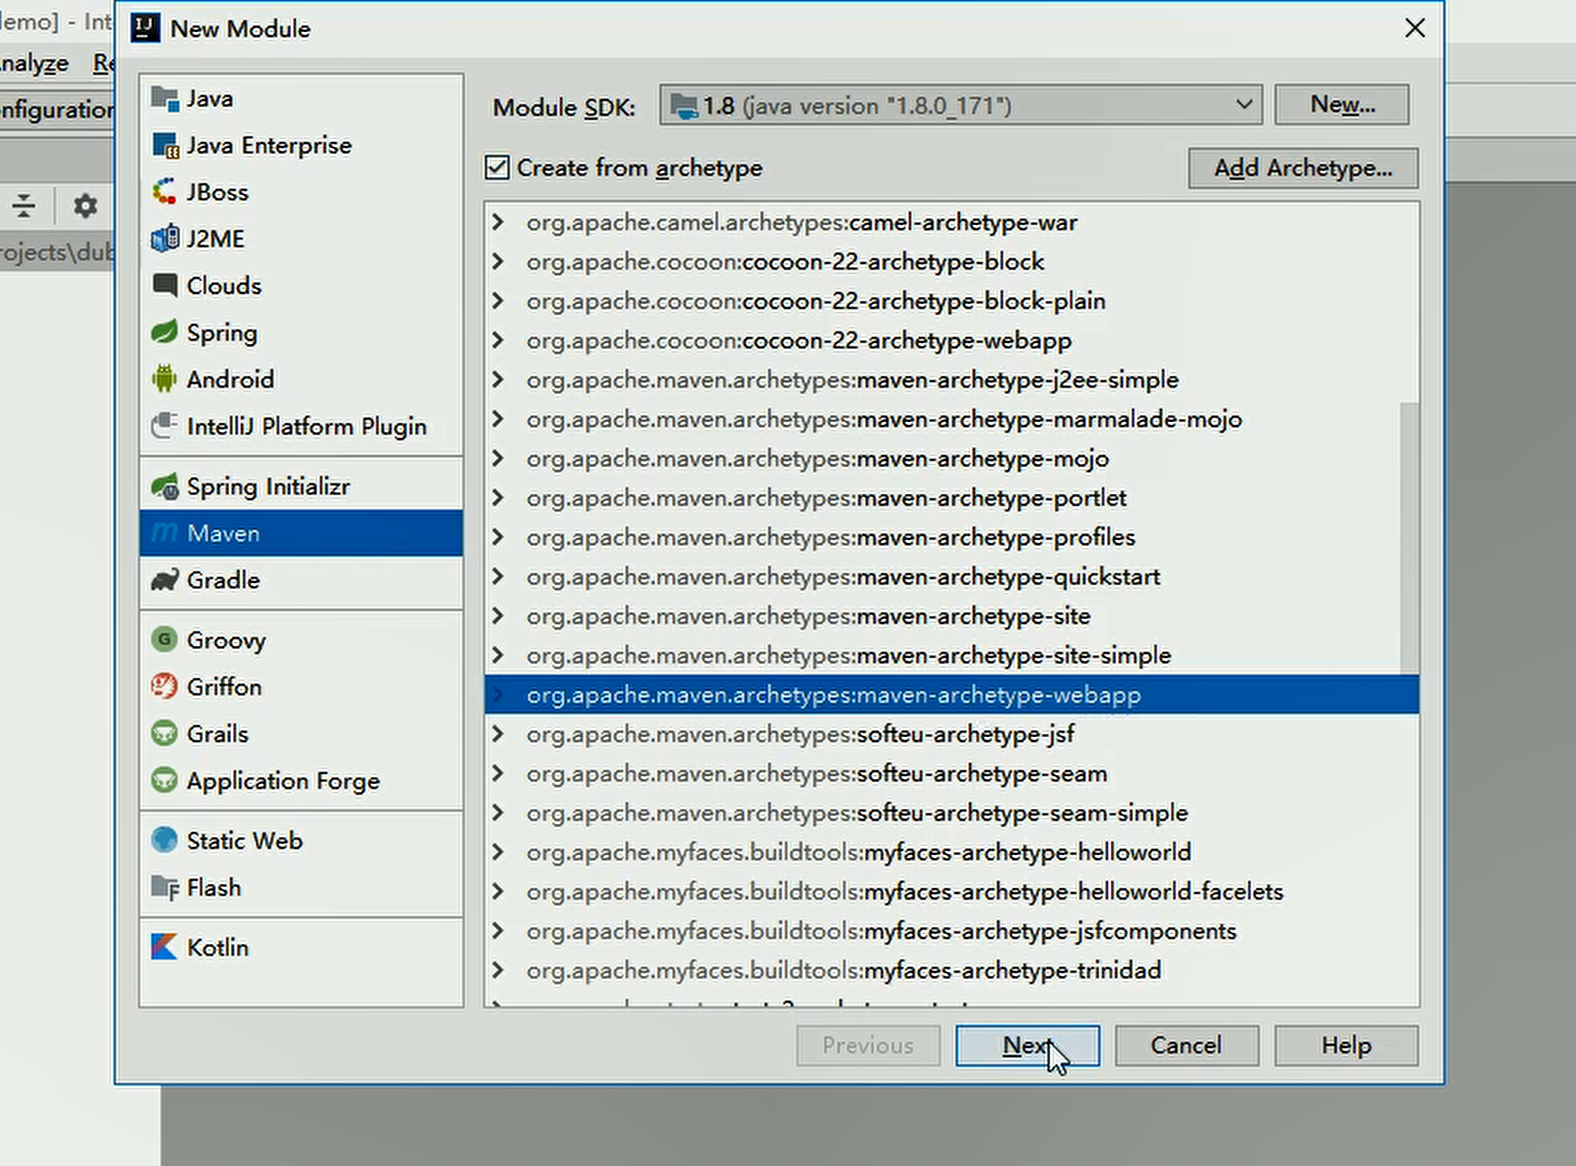 New Module
Java
Java Enterprise
JBoss
J2ME
Clouds
Spring
Android
IntelliJ Platform Plugin
Spring Initializr
Maven
Gradle
Groovy
Griffon
Grails
Application Forge
Static Web
Flash
Kotlin
Module SDK:
1.8 (java version "1.8.0_171")
New...
Create from archetype
Add Archetype...
org.apache.camel.archetypes:camel-archetype-war
org.apache.cocoon:cocoon-22-archetype-block
org.apache.cocoon:cocoon-22-archetype-block-plain
org.apache.cocoon:cocoon-22-archetype-webapp
org.apache.maven.archetypes:maven-archetype-j2ee-simple
org.apache.maven.archetypes:maven-archetype-marmalade-mojo
org.apache.maven.archetypes:maven-archetype-mojo
org.apache.maven.archetypes:maven-archetype-portlet
org.apache.maven.archetypes:maven-archetype-profiles
org.apache.maven.archetypes:maven-archetype-quickstart
org.apache.maven.archetypes:maven-archetype-site
org.apache.maven.archetypes:maven-archetype-site-simple
org.apache.maven.archetypes:maven-archetype-webapp
org.apache.maven.archetypes:softeu-archetype-jsf
org.apache.maven.archetypes:softeu-archetype-seam
org.apache.maven.archetypes:softeu-archetype-seam-simple
org.apache.myfaces.buildtools:myfaces-archetype-helloworld
org.apache.myfaces.buildtools:myfaces-archetype-helloworld-facelets
org.apache.myfaces.buildtools:myfaces-archetype-jsfcomponents
org.apache.myfaces.buildtools:myfaces-archetype-trinidad
Previous
Next
Cancel
Help